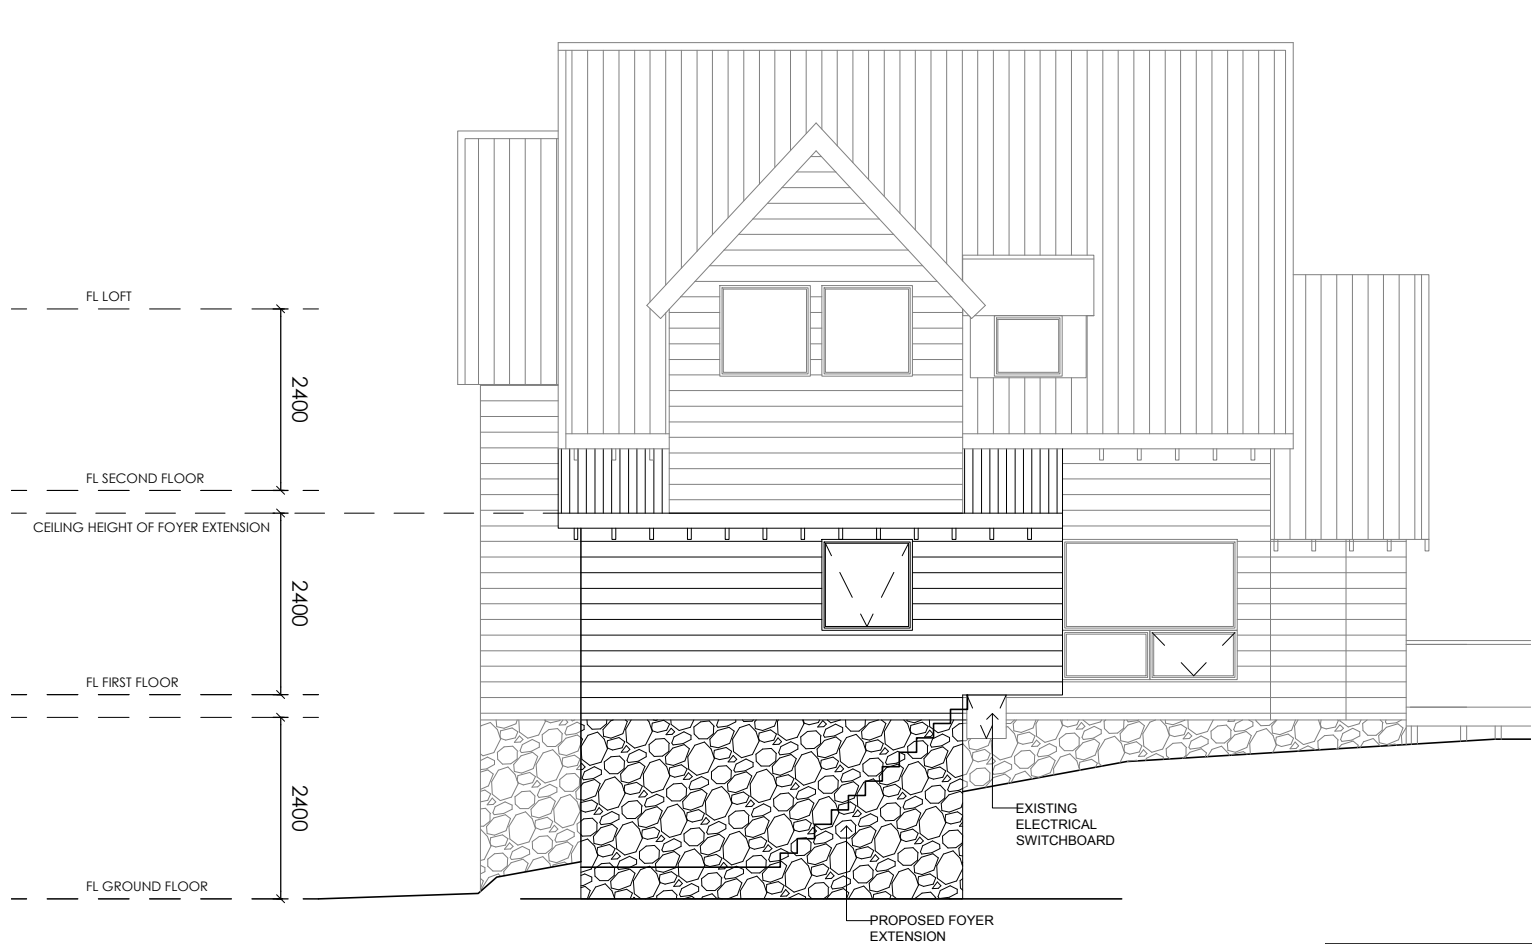 FL LOFT
2400
FL SECOND FLOOR
CEILING HEIGHT OF FOYER EXTENSION
2400
FL FIRST FLOOR
2400
EXISTING
ELECTRICAL
SWITCHBOARD
FL GROUND FLOOR
PROPOSED FOYER
EXTENSION